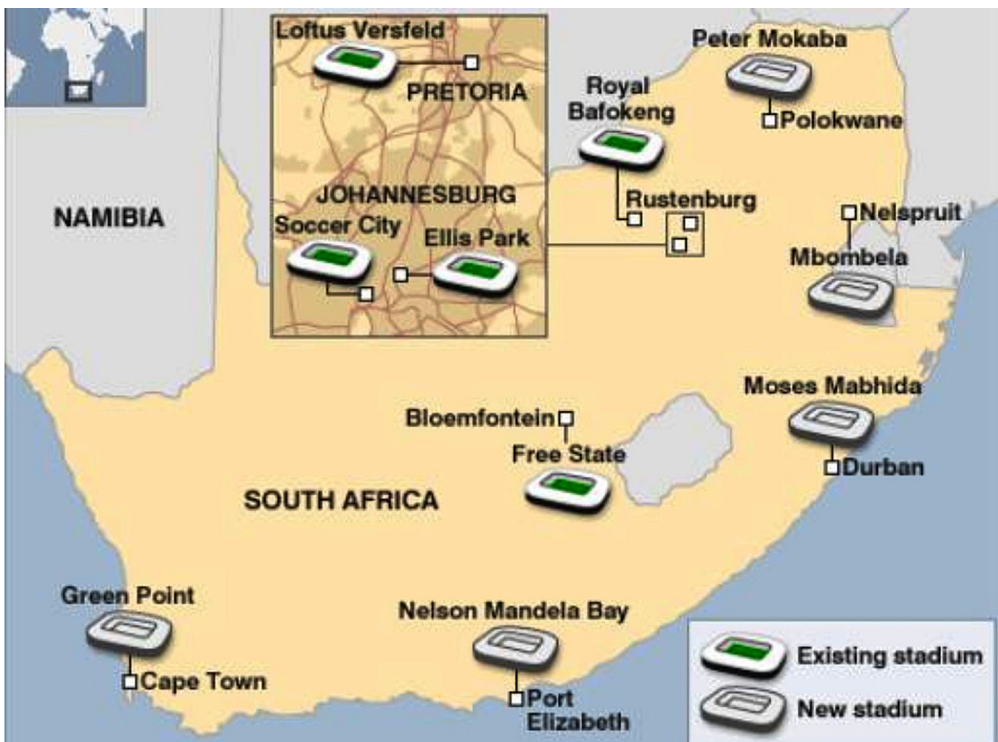 Loftus Versfeld
PRETORIA
JOHANNESBURG
Soccer City
Ellis Park
Peter Mokaba
Polokwane
Royal
Bafokeng
Rustenburg
Nelspruit
Mbombela
NAMIBIA
Moses Mabhida
Durban
Bloemfontein
Free State
SOUTH AFRICA
Green Point
Cape Town
Nelson Mandela Bay
Port
Elizabeth
Existing stadium
New stadium